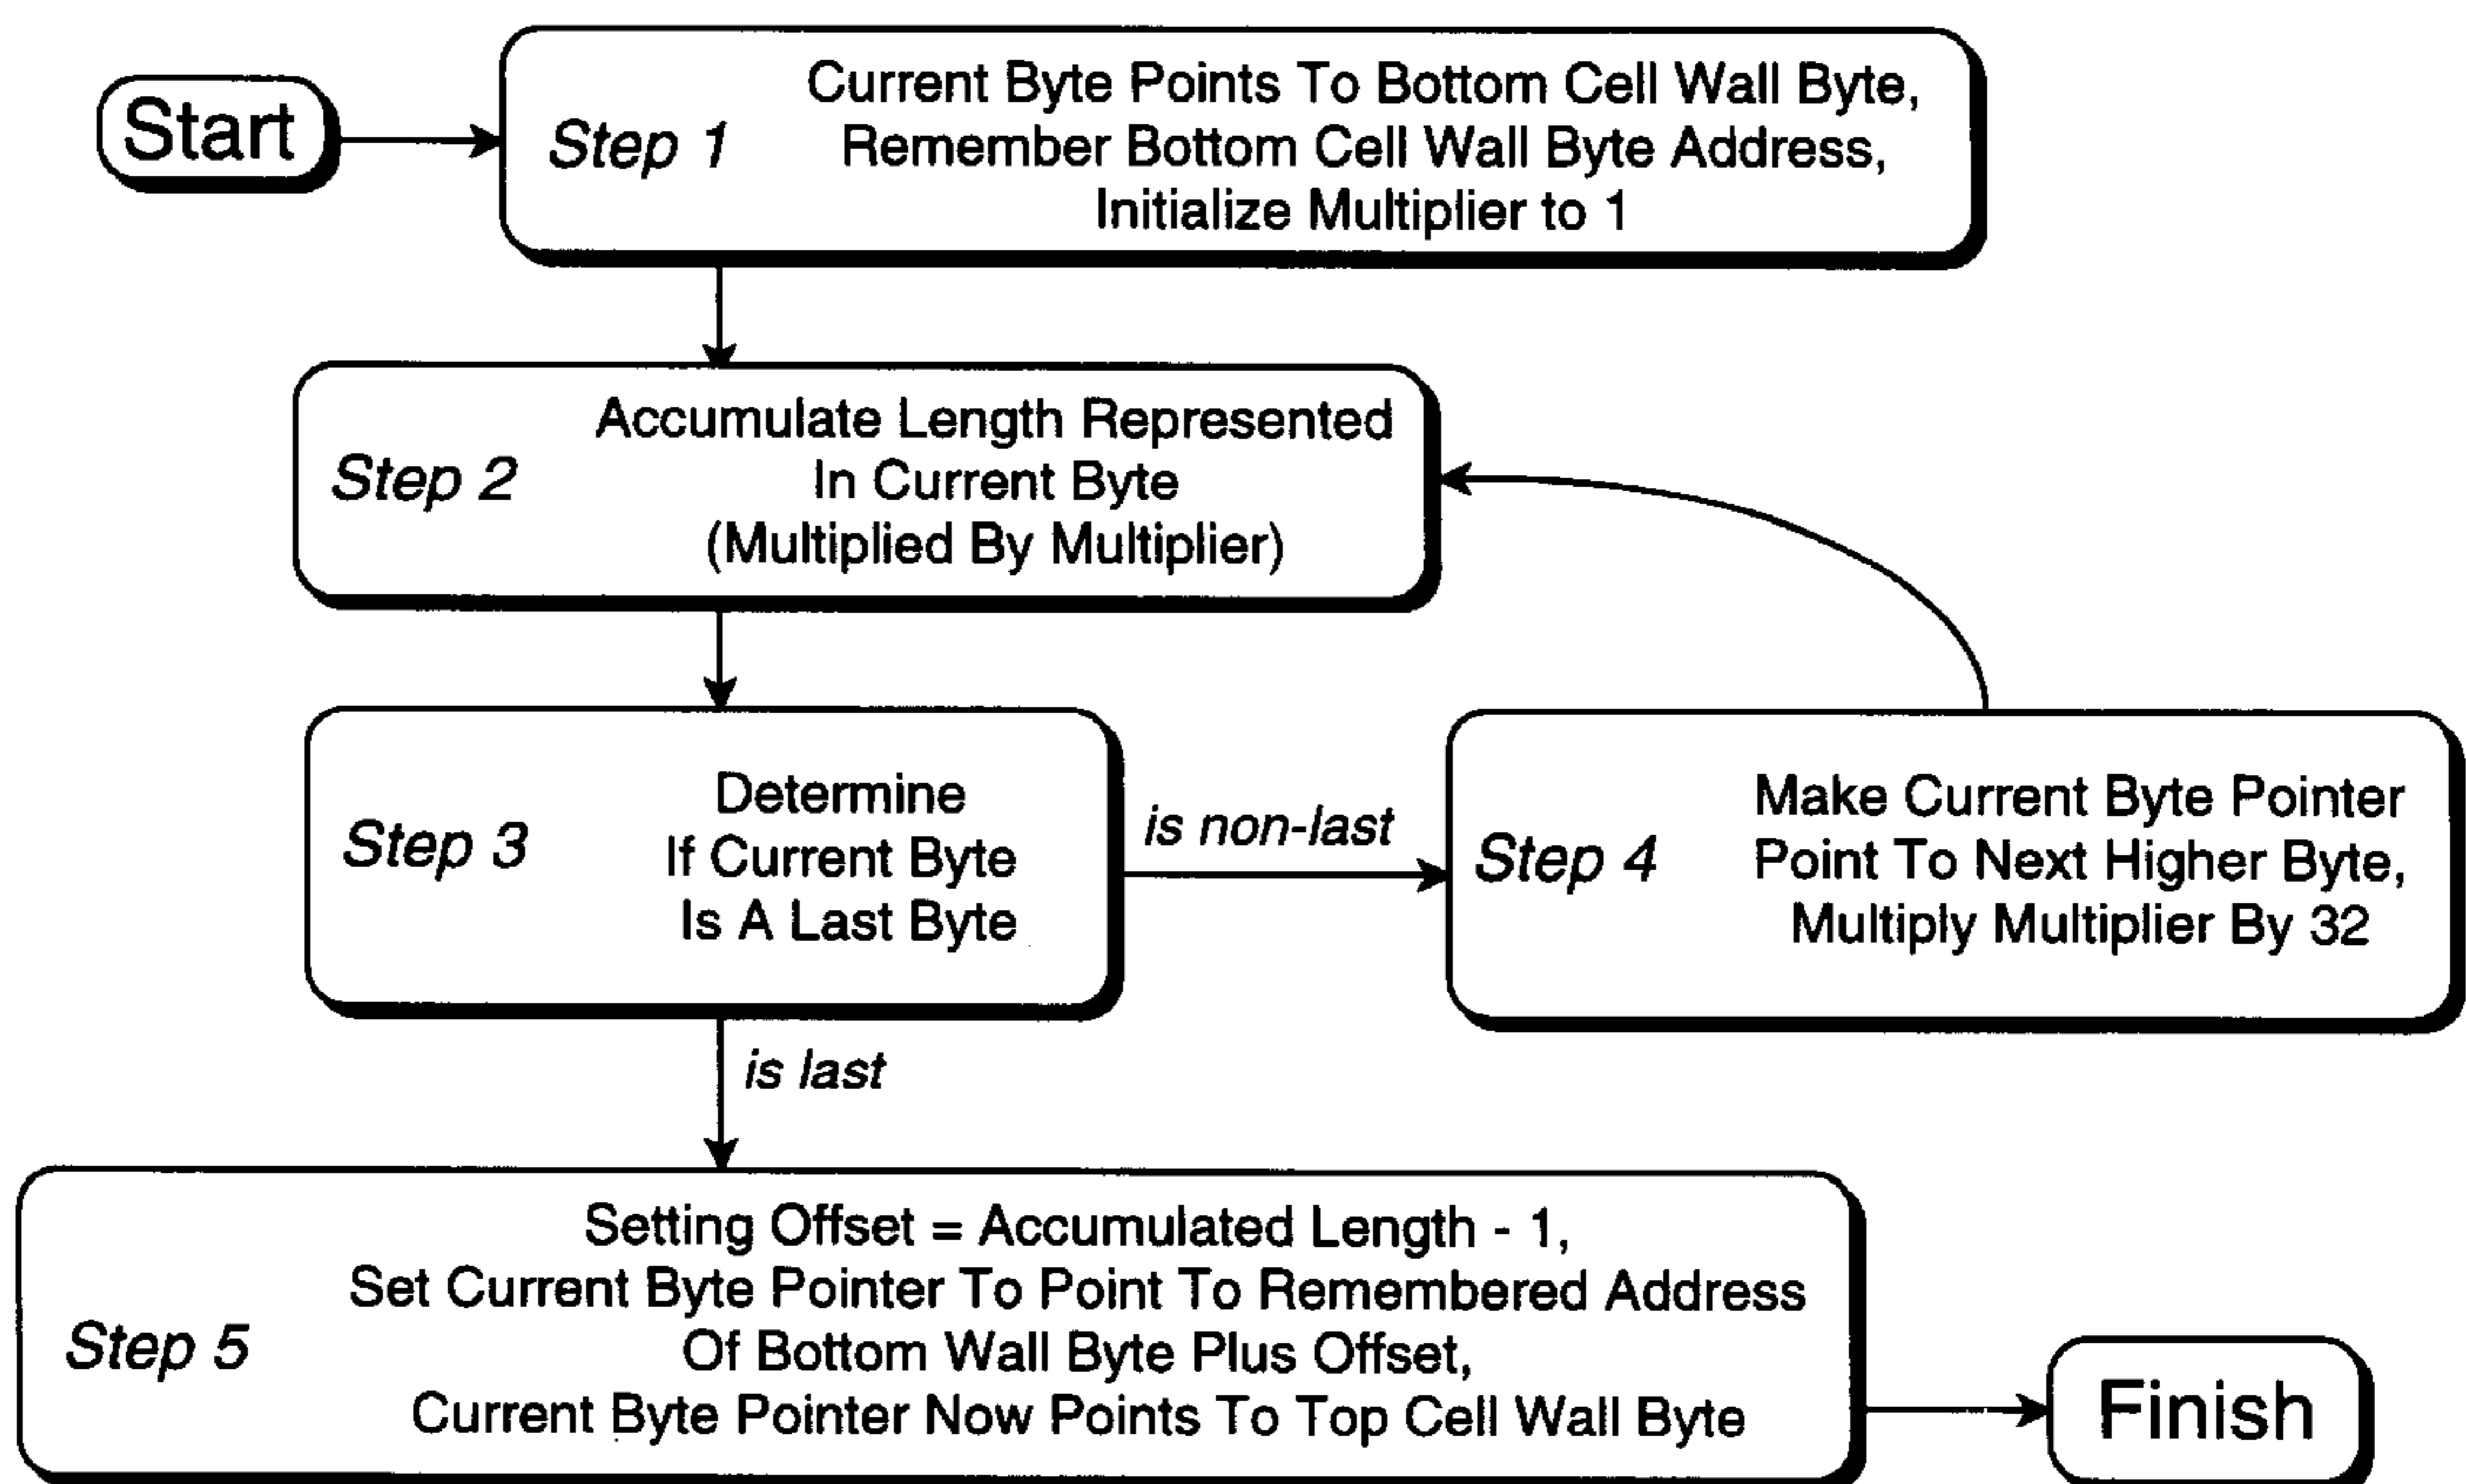 Start
Step 1
Current Byte Points To Bottom Cell Wall Byte,
Remember Bottom Cell Wall Byte Address,
Initialize Multiplier to 1
Step 2
Accumulate Length Represented
In Current Byte
(Multiplied By Multiplier)
Step 3
Determine
If Current Byte
Is A Last Byte
is non-last
Step 4
Make Current Byte Pointer
Point To Next Higher Byte,
Multiply Multiplier By 32
is last
Step 5
Setting Offset = Accumulated Length - 1,
Set Current Byte Pointer To Point To Remembered Address
Of Bottom Wall Byte Plus Offset,
Current Byte Pointer Now Points To Top Cell Wall Byte
Finish